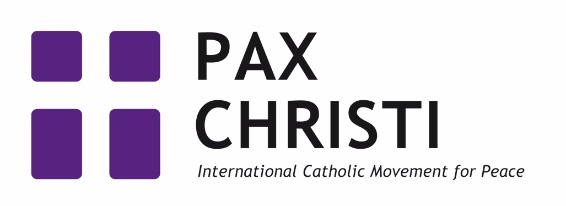 PAX
CHRISTI
International Catholic Movement for Peace